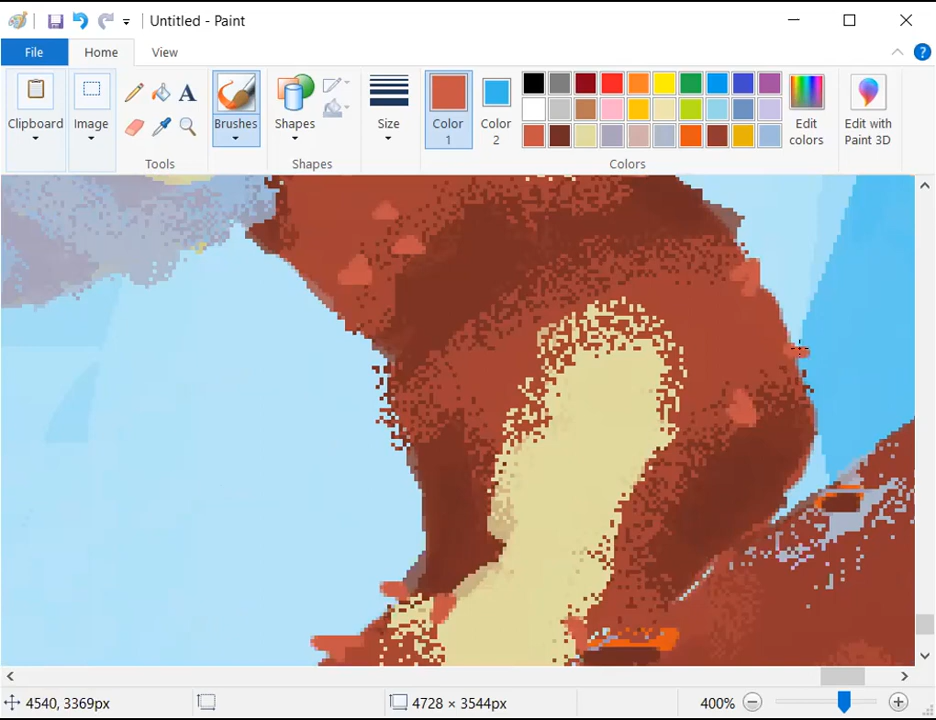 Untitled - Paint
File
Home
View
Clipboard
Image
A
Tools
Brushes
Shapes
Shapes
Size
Color
1
Color
2
Colors
Edit
colors
Edit with
Paint 3D
?
4540, 3369px
4728 × 3544px
400%